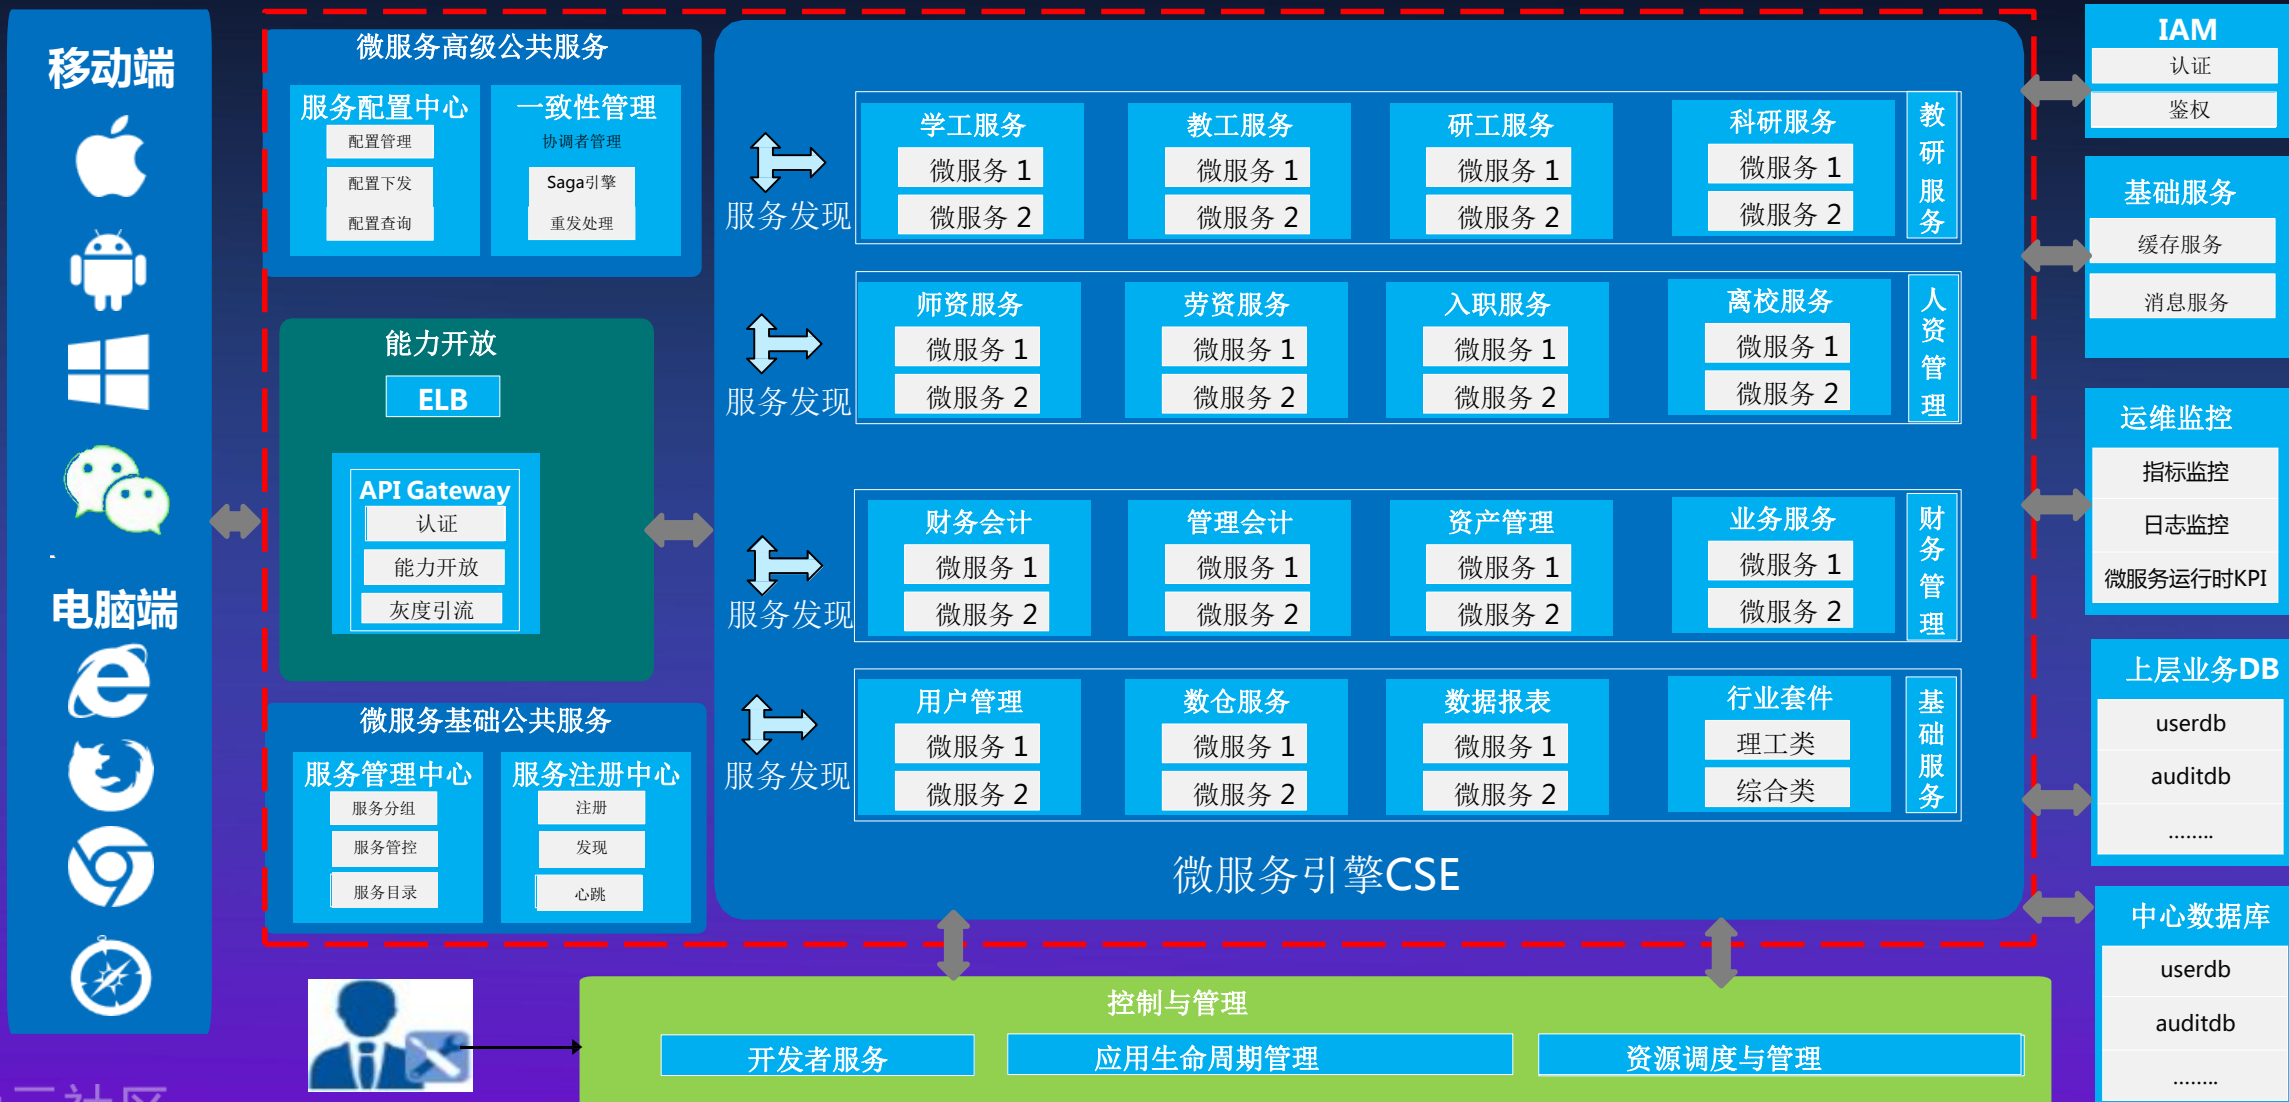 移动端
电脑端
微服务高级公共服务
服务配置中心
配置管理
配置下发
配置查询
一致性管理
协调者管理
Saga引擎
重发处理
能力开放
ELB
API Gateway
认证
能力开放
灰度引流
微服务基础公共服务
服务管理中心
服务分组
服务管控
服务目录
服务注册中心
注册
发现
心跳
服务发现
学工服务
微服务 1
微服务 2
教工服务
微服务 1
微服务 2
研工服务
微服务 1
微服务 2
科研服务
微服务 1
微服务 2
教研服务
服务发现
师资服务
微服务 1
微服务 2
劳资服务
微服务 1
微服务 2
入职服务
微服务 1
微服务 2
离校服务
微服务 1
微服务 2
人资管理
服务发现
财务会计
微服务 1
微服务 2
管理会计
微服务 1
微服务 2
资产管理
微服务 1
微服务 2
业务服务
微服务 1
微服务 2
财务管理
服务发现
用户管理
微服务 1
微服务 2
数仓服务
微服务 1
微服务 2
数据报表
微服务 1
微服务 2
行业套件
理工类
综合类
基础服务
微服务引擎CSE
IAM
认证
鉴权
基础服务
缓存服务
消息服务
运维监控
指标监控
日志监控
微服务运行时KPI
上层业务DB
userdb
auditdb
........
中心数据库
userdb
auditdb
........
控制与管理
开发者服务
应用生命周期管理
资源调度与管理